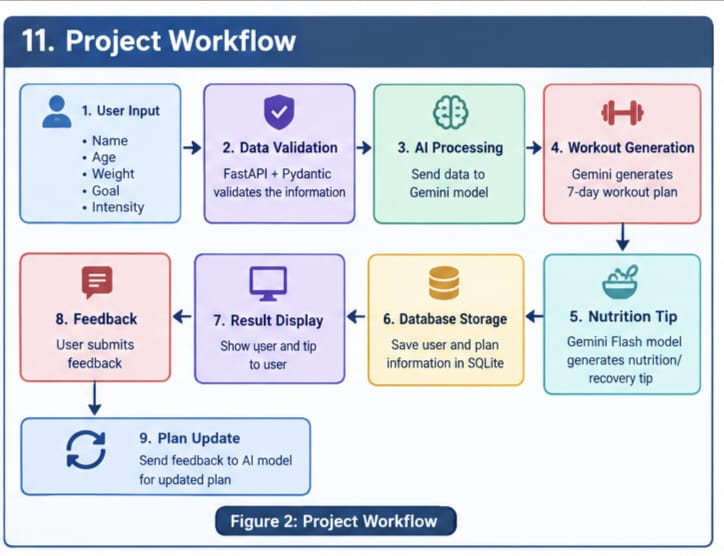 11. Project Workflow
1. User Input
• Name
• Age
• Weight
• Goal
• Intensity
2. Data Validation
FastAPI + Pydantic
validates the information
3. AI Processing
Send data to
Gemini model
4. Workout Generation
Gemini generates
7-day workout plan
5. Nutrition Tip
Gemini Flash model
generates nutrition/
recovery tip
6. Database Storage
Save user and plan
information in SQLite
7. Result Display
Show user and tip
to user
8. Feedback
User submits
feedback
9. Plan Update
Send feedback to AI model
for updated plan
Figure 2: Project Workflow